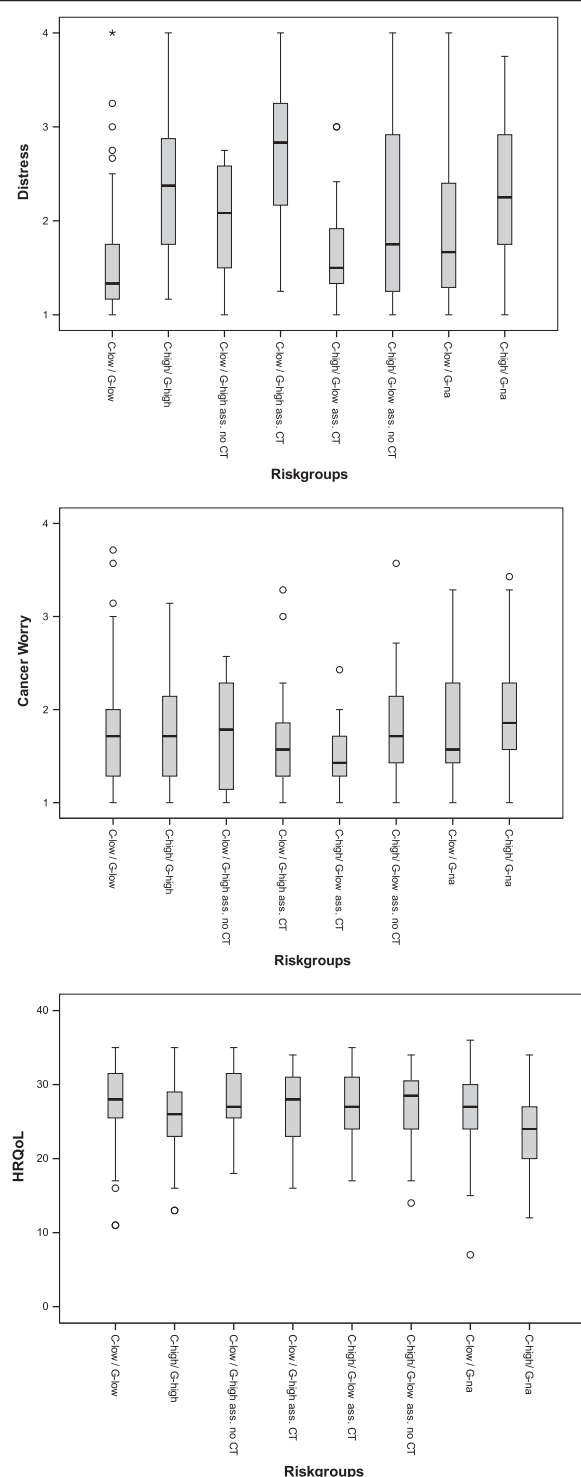 Distress
4
3
2
1
C-low / G-low
C-high/ G-high
C-low / G-high ass. no CT
C-low / G-high ass. CT
C-high/ G-low ass. CT
C-high/ G-low ass. no CT
C-low / G-na
C-high/ G-na
Riskgroups
Cancer Worry
4
3
2
1
C-low / G-low
C-high/ G-high
C-low / G-high ass. no CT
C-low / G-high ass. CT
C-high/ G-low ass. CT
C-high/ G-low ass. no CT
C-low / G-na
C-high/ G-na
Riskgroups
HRQoL
40
30
20
10
0
C-low / G-low
C-high/ G-high
C-low / G-high ass. no CT
C-low / G-high ass. CT
C-high/ G-low ass. CT
C-high/ G-low ass. no CT
C-low / G-na
C-high/ G-na
Riskgroups